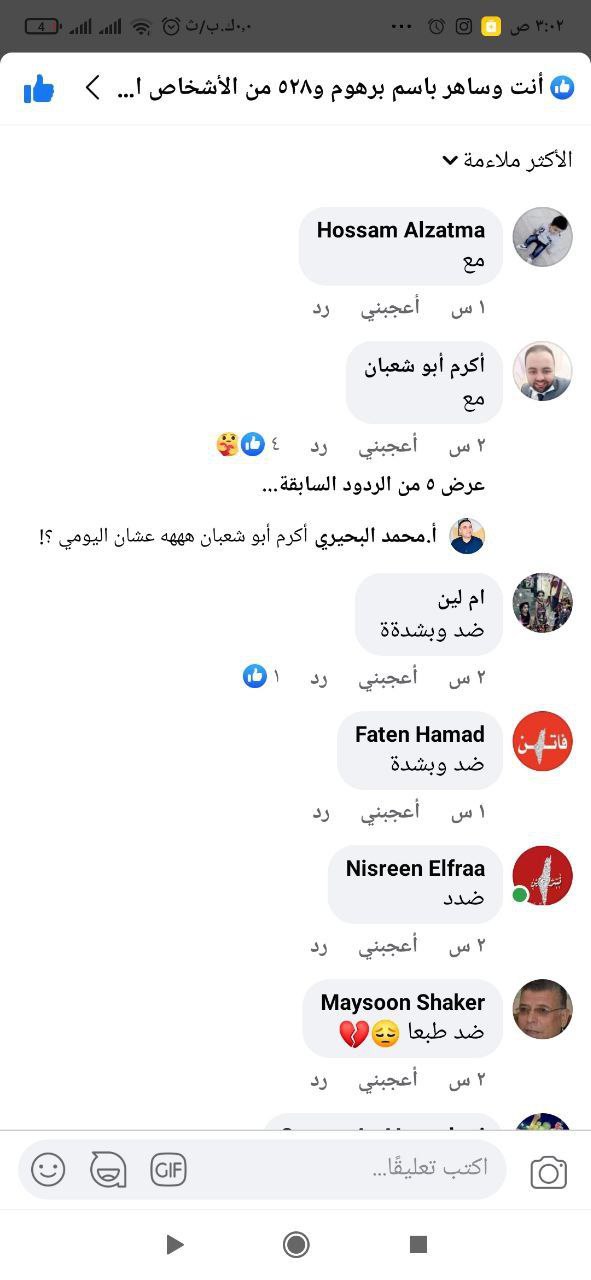 ٠,٠ك.ب/ث
4
٣:٠٢ ص
أنت وساهر باسم برهوم و٥٢٨ من الأشخاص ا...
الأكثر ملاءمة
Hossam Alzatma
مع
١ س أعجبني رد
أكرم أبو شعبان
مع
٢ س أعجبني رد ٤
عرض ٥ من الردود السابقة...
أ.محمد البحيري أكرم أبو شعبان هههه عشان اليومي ؟!
ام لين
ضد وبشدةة
٢ س أعجبني رد ١
فاتن
Faten Hamad
ضد وبشدة
١ س أعجبني رد
Nisreen Elfraa
ضدد
٢ س أعجبني رد
Maysoon Shaker
ضد طبعا 😔💔
٢ س أعجبني رد
اكتب تعليقًا...
GIF